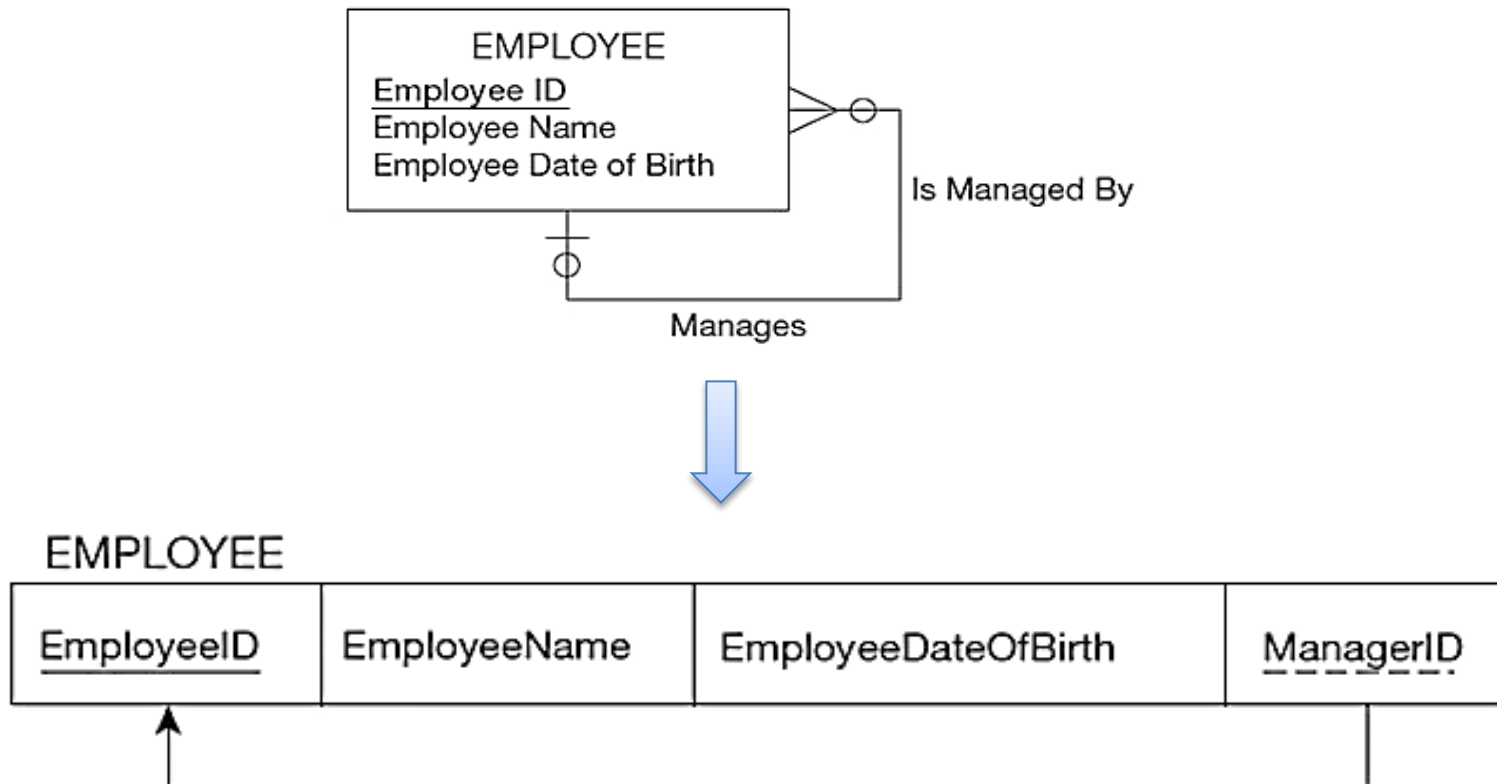 EMPLOYEE
Employee ID
Employee Name
Employee Date of Birth
Is Managed By
Manages
EMPLOYEE
EmployeeID
EmployeeName
EmployeeDateOfBirth
ManagerID